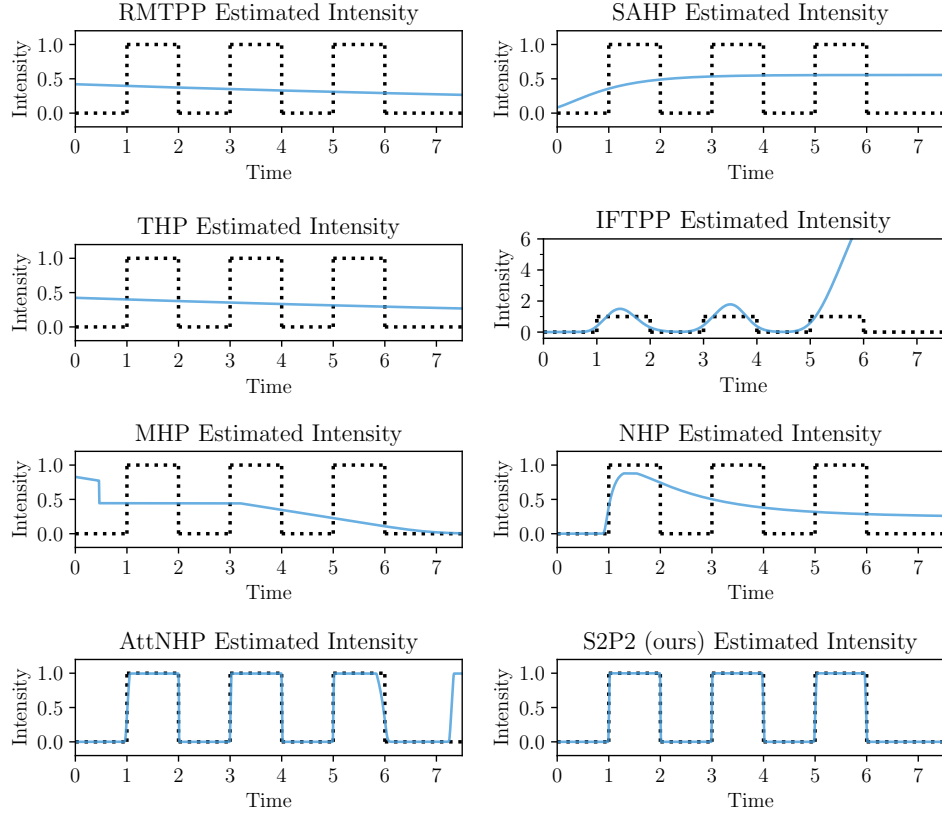 RMTPP Estimated Intensity
1.0
0.5
0.0
Intensity
0 1 2 3 4 5 6 7
Time
SAHP Estimated Intensity
1.0
0.5
0.0
Intensity
0 1 2 3 4 5 6 7
Time
THP Estimated Intensity
1.0
0.5
0.0
Intensity
0 1 2 3 4 5 6 7
Time
IFTPP Estimated Intensity
6
4
2
0
Intensity
0 1 2 3 4 5 6 7
Time
MHP Estimated Intensity
1.0
0.5
0.0
Intensity
0 1 2 3 4 5 6 7
Time
NHP Estimated Intensity
1.0
0.5
0.0
Intensity
0 1 2 3 4 5 6 7
Time
AttNHP Estimated Intensity
1.0
0.5
0.0
Intensity
0 1 2 3 4 5 6 7
Time
S2P2 (ours) Estimated Intensity
1.0
0.5
0.0
Intensity
0 1 2 3 4 5 6 7
Time